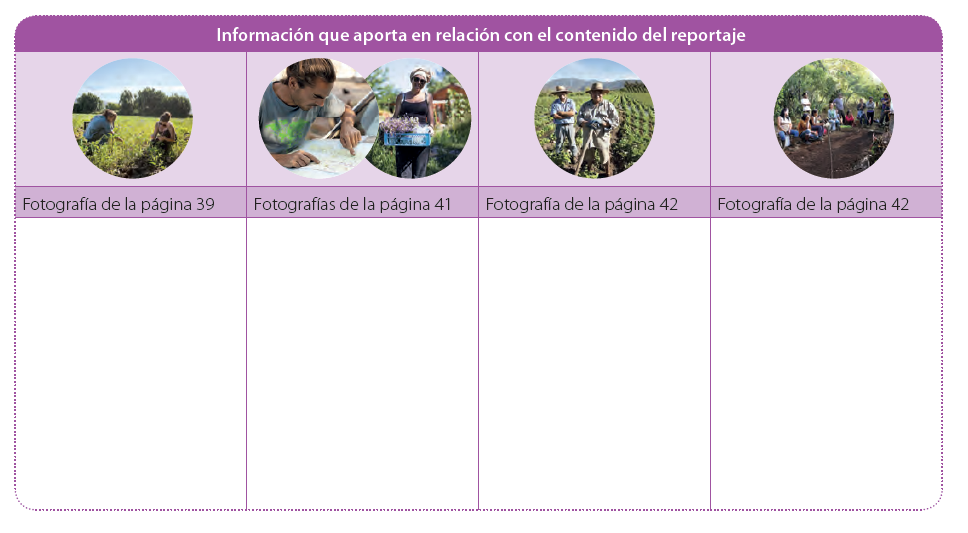 Información que aporta en relación con el contenido del reportaje
Fotografía de la página 39
Fotografías de la página 41
Fotografía de la página 42
Fotografía de la página 42